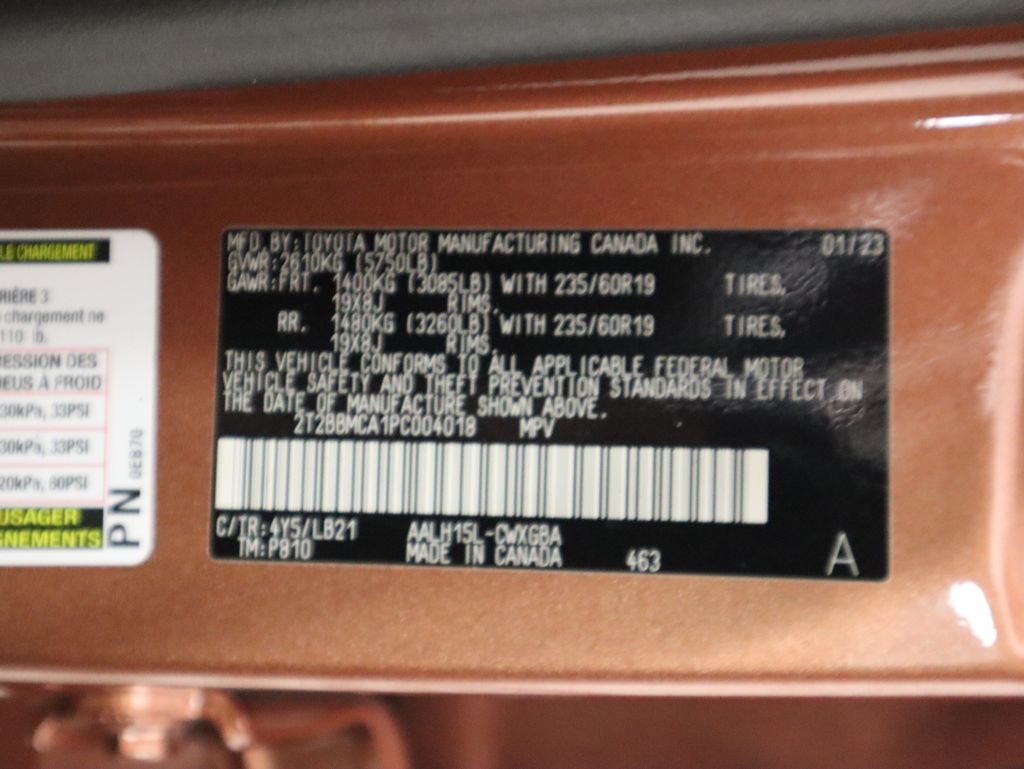 LE CHARGEMENT
RIÈRE 3
chargement ne
110 lb.
RESSION DES
EUS À FROID
30kPa, 33PSI
30kPa, 33PSI
20kPa, 60PSI
USAGER
GNEMENTS
PN 0E870
MFD.BY:TOYOTA MOTOR MANUFACTURING CANADA INC. 01/23
GVWR:2610KG (5750LB)
GAWR:FRT. 1400KG (3085LB) WITH 235/60R19 TIRES,
19X8J RIMS,
RR. 1480KG (3260LB) WITH 235/60R19 TIRES,
19X8J RIMS,
THIS VEHICLE CONFORMS TO ALL APPLICABLE FEDERAL MOTOR
VEHICLE SAFETY AND THEFT PREVENTION STANDARDS IN EFFECT ON
THE DATE OF MANUFACTURE SHOWN ABOVE.
2T2BBMCA1PC004018 MPV
C/TR:4Y5/LB21 AALH15L-CWXGBA
TM:P810 MADE IN CANADA 463
A